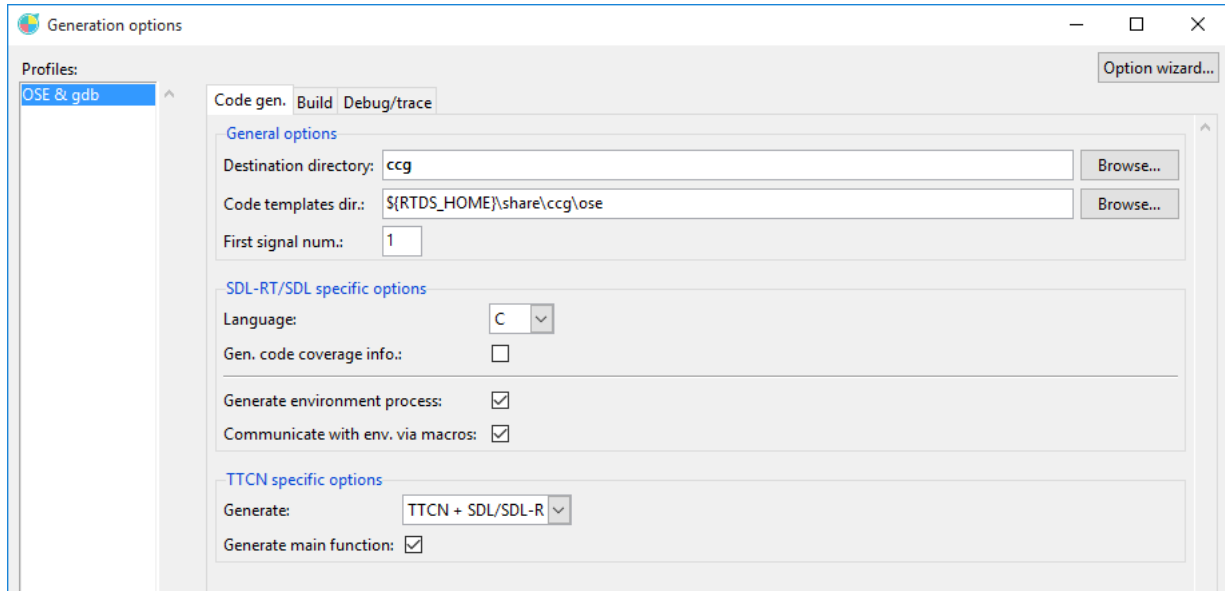 Generation options
Profiles:
Option wizard...
OSE & gdb
Code gen. Build Debug/trace
General options
Destination directory: ccg Browse...
Code templates dir.: ${RTDS_HOME}\share\ccg\ose Browse...
First signal num.: 1
SDL-RT/SDL specific options
Language: C
Gen. code coverage info.:
Generate environment process:
Communicate with env. via macros:
TTCN specific options
Generate: TTCN + SDL/SDL-R
Generate main function: